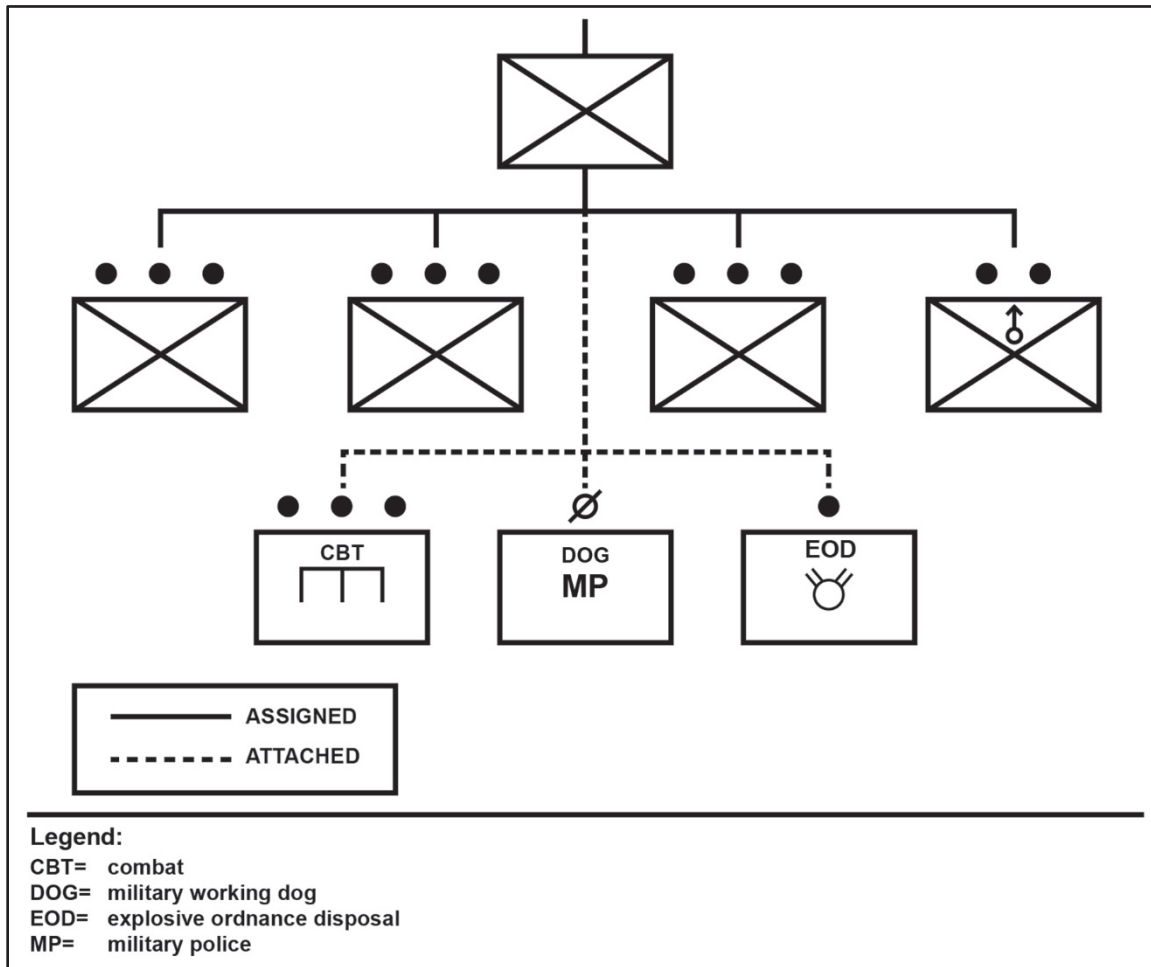 CBT
DOG
MP
EOD
ASSIGNED
ATTACHED
Legend:
CBT= combat
DOG= military working dog
EOD= explosive ordnance disposal
MP= military police